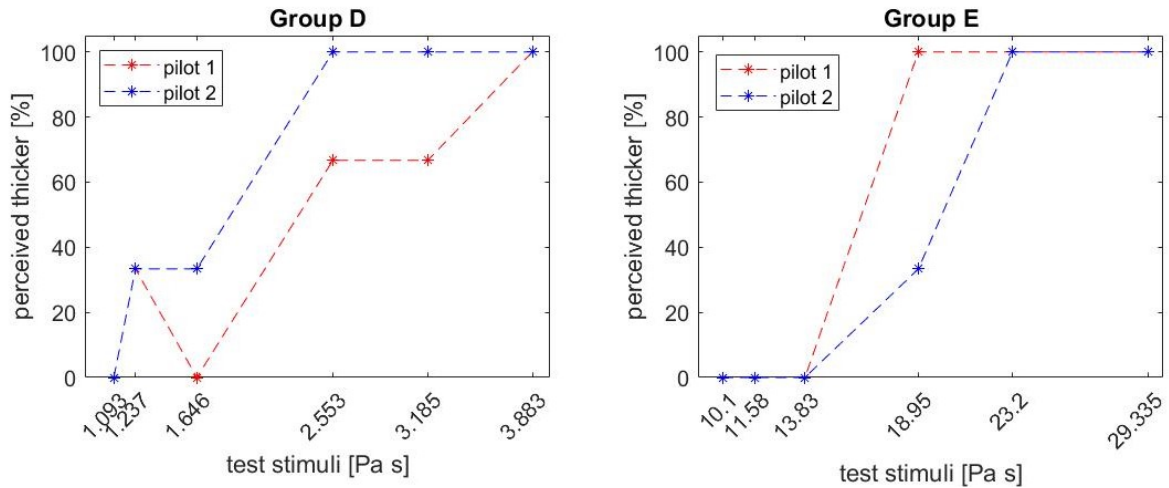 Group D
pilot 1
pilot 2
perceived thicker [%]
100
80
60
40
20
0
1.093
1.237
1.646
2.553
3.185
3.883
test stimuli [Pa s]
Group E
pilot 1
pilot 2
perceived thicker [%]
100
80
60
40
20
0
10.1
11.58
13.83
18.95
23.2
29.335
test stimuli [Pa s]